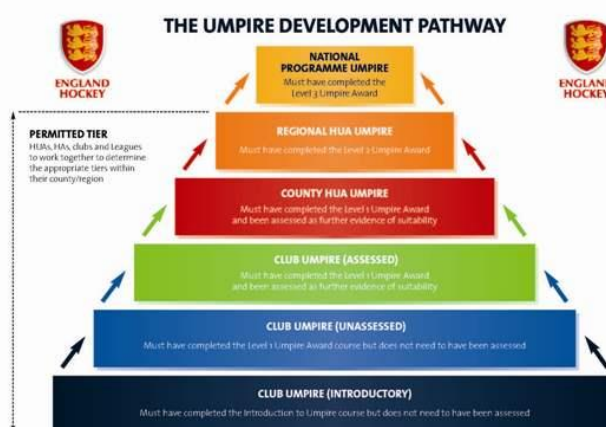 THE UMPIRE DEVELOPMENT PATHWAY
ENGLAND
HOCKEY
ENGLAND
HOCKEY
NATIONAL
PROGRAMME UMPIRE
Must have completed the
Level 3 Umpire Award
PERMITTED TIER
HUAs, HAs, clubs and Leagues
to work together to determine
the appropriate tiers within
their county/region
REGIONAL HUA UMPIRE
Must have completed the Level 2 Umpire Award
COUNTY HUA UMPIRE
Must have completed the Level 1 Umpire Award
and been assessed as further evidence of suitability
CLUB UMPIRE (ASSESSED)
Must have completed the Level 1 Umpire Award
and been assessed as further evidence of suitability
CLUB UMPIRE (UNASSESSED)
Must have completed the Level 1 Umpire Award course but does not need to have been assessed
CLUB UMPIRE (INTRODUCTORY)
Must have completed the Introduction to Umpire course but does not need to have been assessed